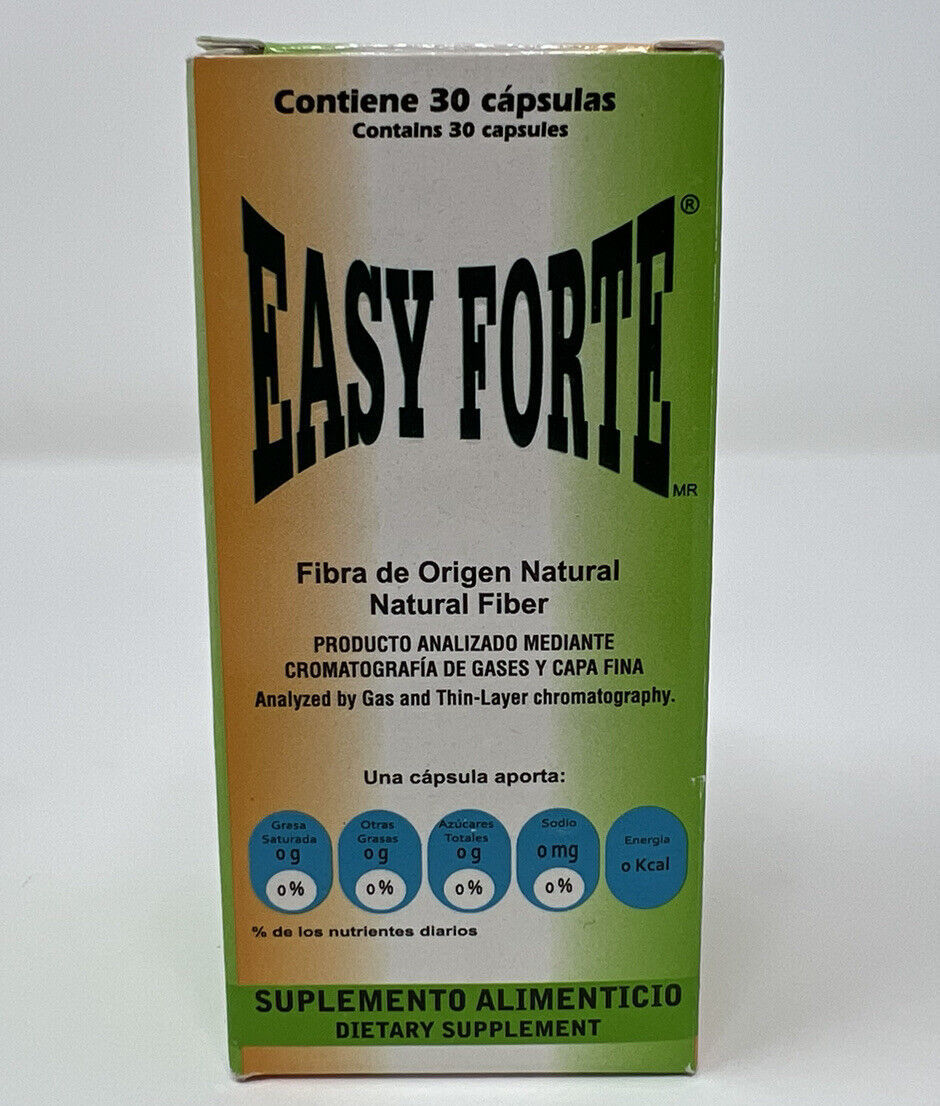 Contiene 30 cápsulas
Contains 30 capsules
EASY FORTE®
MR
Fibra de Origen Natural
Natural Fiber
PRODUCTO ANALIZADO MEDIANTE
CROMATOGRAFÍA DE GASES Y CAPA FINA
Analyzed by Gas and Thin-Layer chromatography.
Una cápsula aporta:
Grasa Saturada 0 g 0 %
Otras Grasas 0 g 0 %
Azúcares Totales 0 g 0 %
Sodio 0 mg 0 %
Energia 0 Kcal
% de los nutrientes diarios
SUPLEMENTO ALIMENTICIO
DIETARY SUPPLEMENT